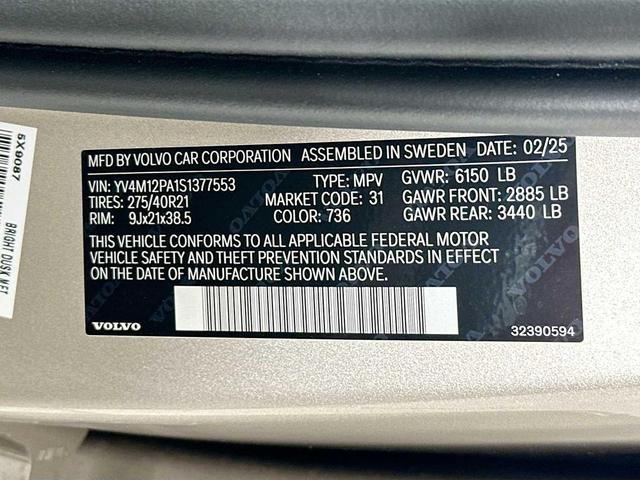 MFD BY VOLVO CAR CORPORATION ASSEMBLED IN SWEDEN DATE: 02/25
VIN: YV4M12PA1S1377553 TYPE: MPV GVWR: 6150 LB
TIRES: 275/40R21 MARKET CODE: 31 GAWR FRONT: 2885 LB
RIM: 9Jx21x38.5 COLOR: 736 GAWR REAR: 3440 LB
THIS VEHICLE CONFORMS TO ALL APPLICABLE FEDERAL MOTOR
VEHICLE SAFETY AND THEFT PREVENTION STANDARDS IN EFFECT
ON THE DATE OF MANUFACTURE SHOWN ABOVE.
VOLVO 32390594
5X9087
BRIGHT DUSK MET